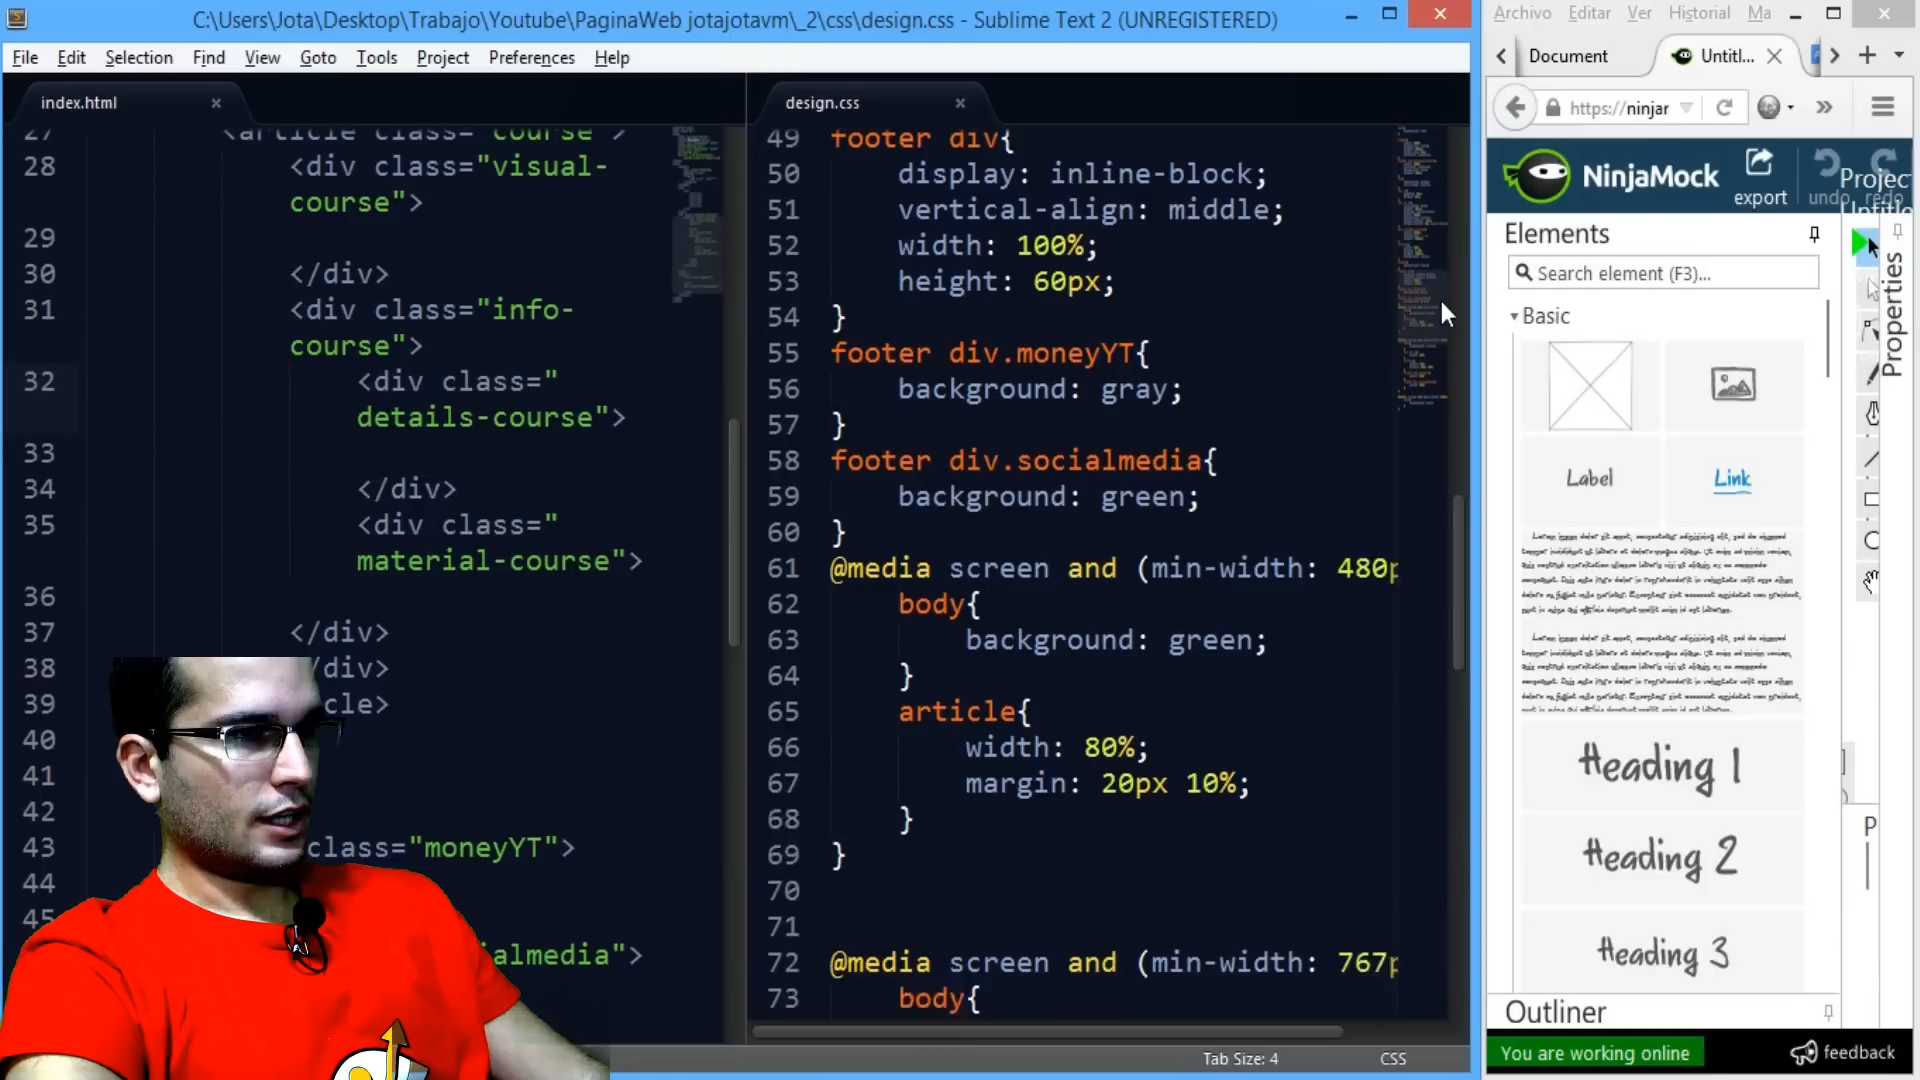 C:\Users\Jota\Desktop\Trabajo\Youtube\PaginaWeb jotajotavm\_2\css\design.css - Sublime Text 2 (UNREGISTERED)
File Edit Selection Find View Goto Tools Project Preferences Help
index.html
27 <article class="course">
28 <div class="visual-
course">
29
30 </div>
31 <div class="info-
course">
32 <div class="
details-course">
33
34 </div>
35 <div class="
material-course">
36
37 </div>
38 /div>
39 cle>
40
41
42
43 class="moneyYT">
44
45
almedia">
design.css
49 footer div{
50 display: inline-block;
51 vertical-align: middle;
52 width: 100%;
53 height: 60px;
54 }
55 footer div.moneyYT{
56 background: gray;
57 }
58 footer div.socialmedia{
59 background: green;
60 }
61 @media screen and (min-width: 480p
62 body{
63 background: green;
64 }
65 article{
66 width: 80%;
67 margin: 20px 10%;
68 }
69 }
70
71
72 @media screen and (min-width: 767p
73 body{
Tab Size: 4 CSS
Archivo Editar Ver Historial Ma
Document Untitl...
https://ninjar
NinjaMock
export undo redo
Project
Untitle
Elements
Search element (F3)...
Basic
Label Link
Heading 1
Heading 2
Heading 3
Properties
P
Outliner
You are working online feedback